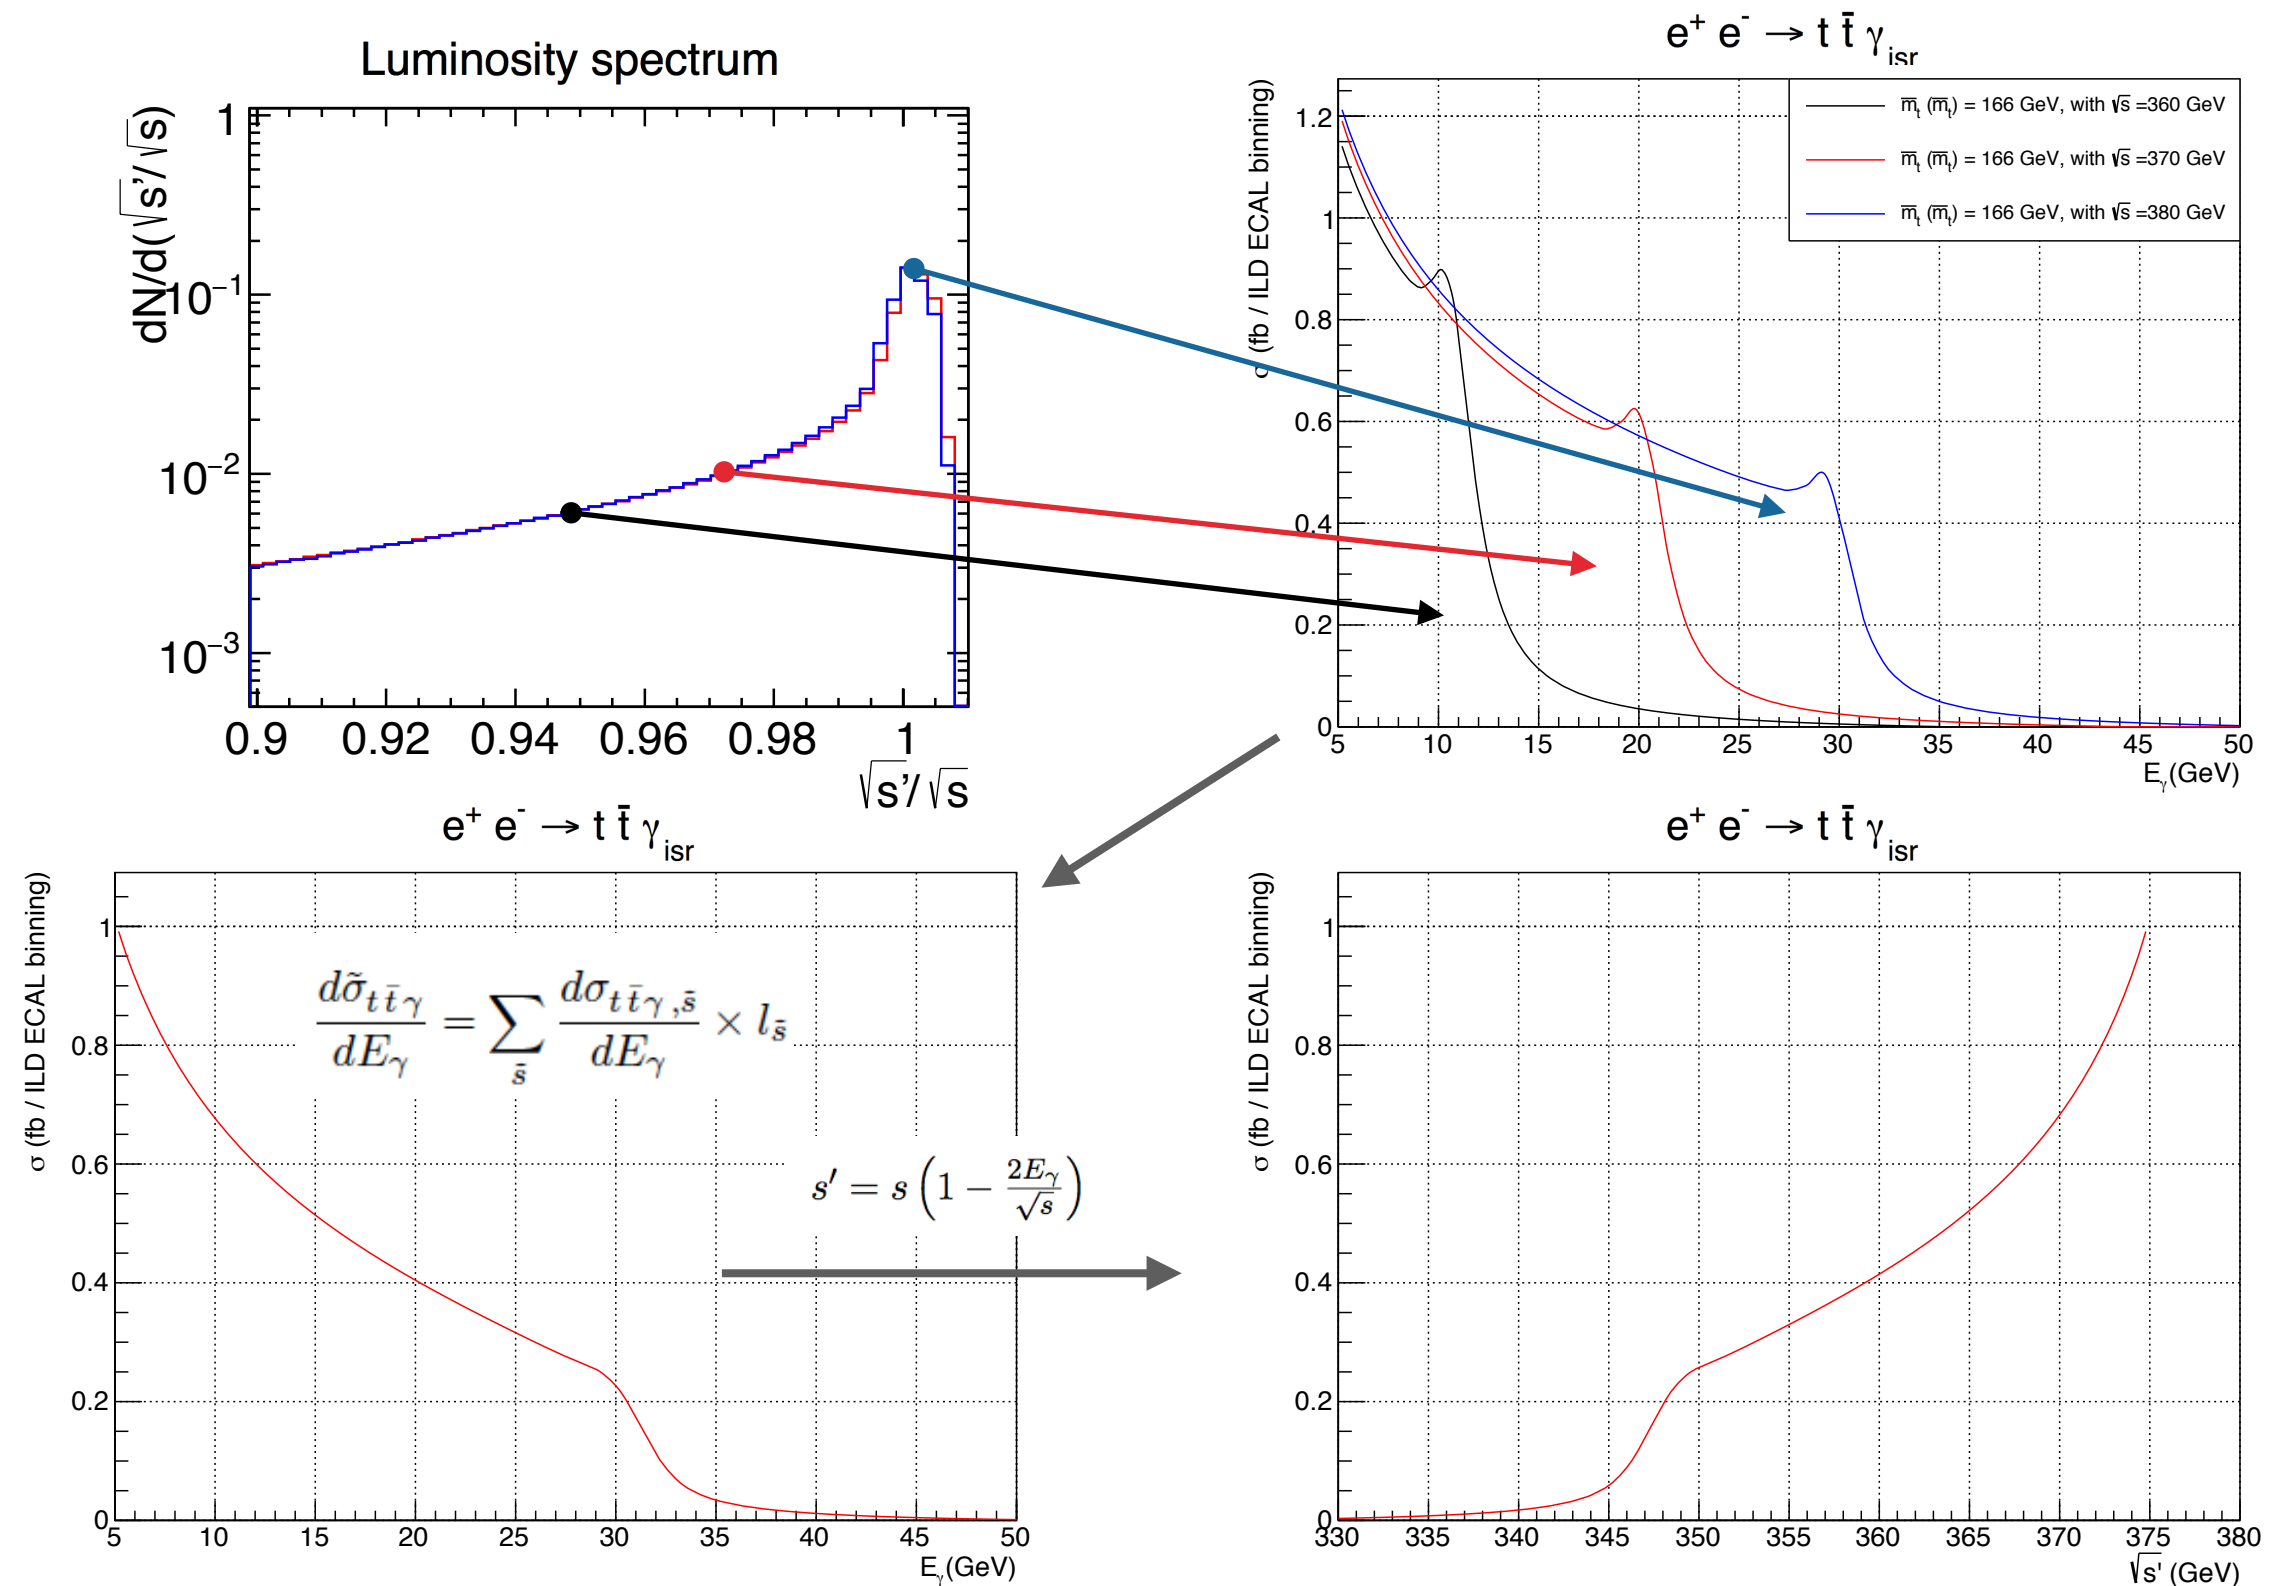 Luminosity spectrum
dN/d(√s'/√s)
1
10⁻¹
10⁻²
10⁻³
0.9 0.92 0.94 0.96 0.98 1
√s'/√s
e⁺ e⁻ → t t̄ γ_isr
σ (fb / ILD ECAL binning)
m̅_t (m̅_t) = 166 GeV, with √s =360 GeV
m̅_t (m̅_t) = 166 GeV, with √s =370 GeV
m̅_t (m̅_t) = 166 GeV, with √s =380 GeV
1.2
1
0.8
0.6
0.4
0.2
0
5 10 15 20 25 30 35 40 45 50
E_γ(GeV)
e⁺ e⁻ → t t̄ γ_isr
σ (fb / ILD ECAL binning)
1
0.8
0.6
0.4
0.2
0
dσ̃_{t t̄ γ}/dE_γ = ∑_{s̃} dσ_{t t̄ γ ,s̃}/dE_γ × l_{s̃}
s′ = s (1 − 2E_γ/√s)
5 10 15 20 25 30 35 40 45 50
E_γ(GeV)
e⁺ e⁻ → t t̄ γ_isr
σ (fb / ILD ECAL binning)
1
0.8
0.6
0.4
0.2
0
330 335 340 345 350 355 360 365 370 375 380
√s' (GeV)